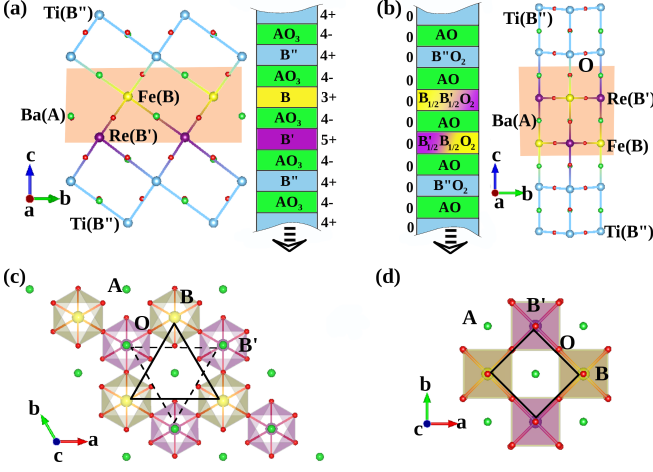 (a)
Ti(B")
Fe(B)
Ba(A)
Re(B')
c
b
a
Ti(B")
4+
AO3 4-
B" 4+
AO3 4-
B 3+
AO3 4-
B' 5+
AO3 4-
B" 4+
AO3 4-
4+
(b)
0
0 AO
0 B"O2
0 AO
0 B1/2B'1/2O2
0 AO
0 B'1/2B1/2O2
0 AO
0 B"O2
0 AO
0
Ti(B")
O
Re(B')
Ba(A)
Fe(B)
c
b
a
Ti(B")
(c)
A
B
O
B'
b
a
c
(d)
B'
A
O
B
b
a
c